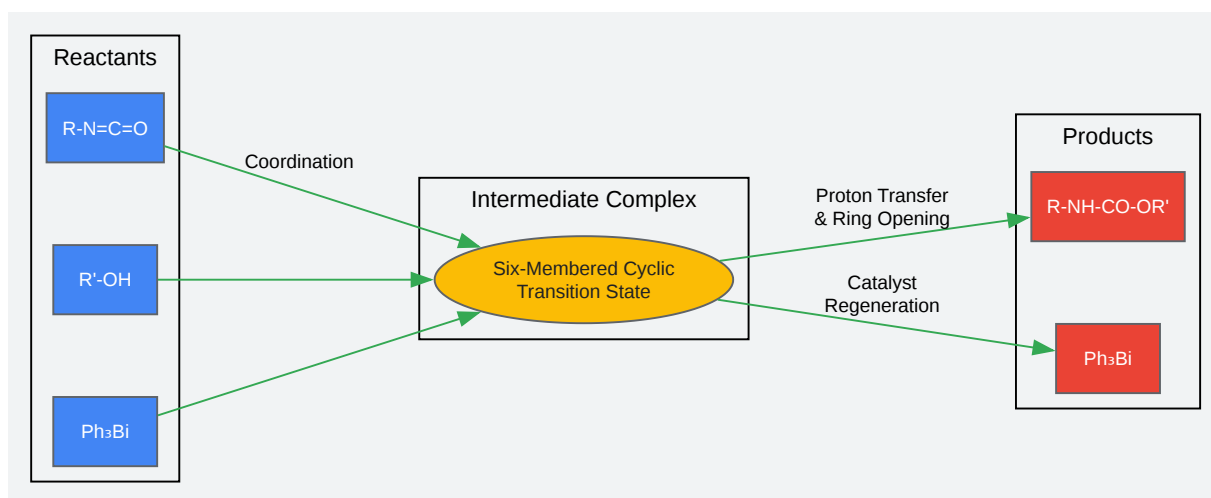 Reactants
R-N=C=O
R'-OH
Ph₃Bi
Coordination
Intermediate Complex
Six-Membered Cyclic
Transition State
Proton Transfer
& Ring Opening
Catalyst
Regeneration
Products
R-NH-CO-OR'
Ph₃Bi